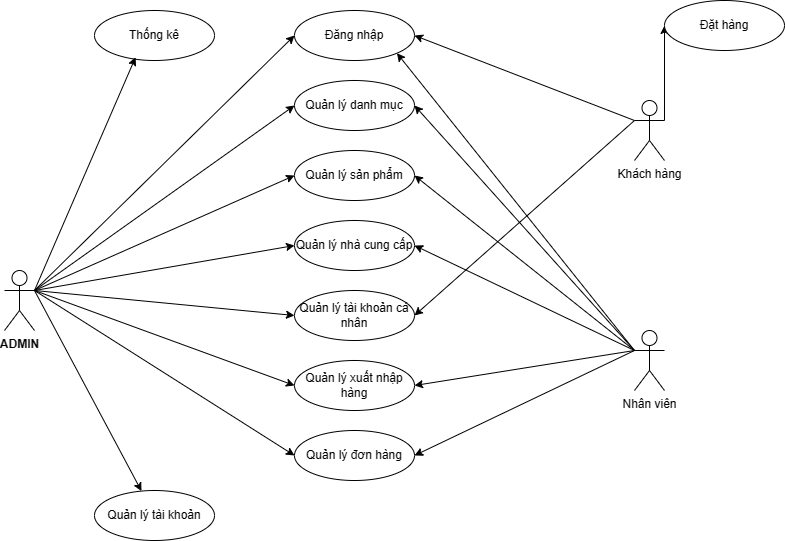 Thống kê
Đăng nhập
Đặt hàng
Quản lý danh mục
Quản lý sản phẩm
Khách hàng
Quản lý nhà cung cấp
Quản lý tài khoản cá
nhân
ADMIN
Quản lý xuất nhập
hàng
Nhân viên
Quản lý đơn hàng
Quản lý tài khoản